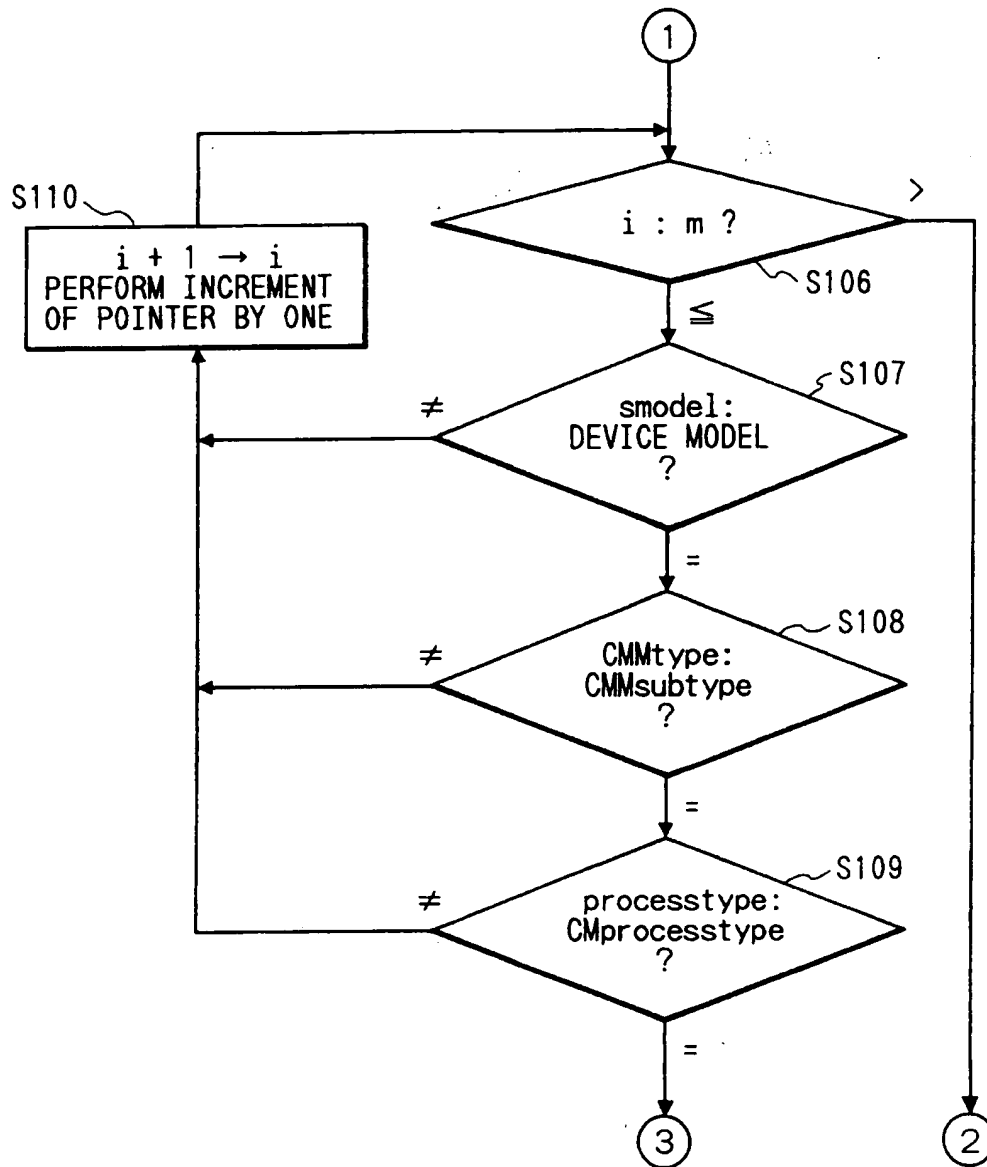 1
S110
i + 1 → i
PERFORM INCREMENT
OF POINTER BY ONE
i : m ?
>
S106
≦
S107
≠
smodel:
DEVICE MODEL
?
=
S108
≠
CMMtype:
CMMsubtype
?
=
S109
≠
processtype:
CMprocesstype
?
=
3
2